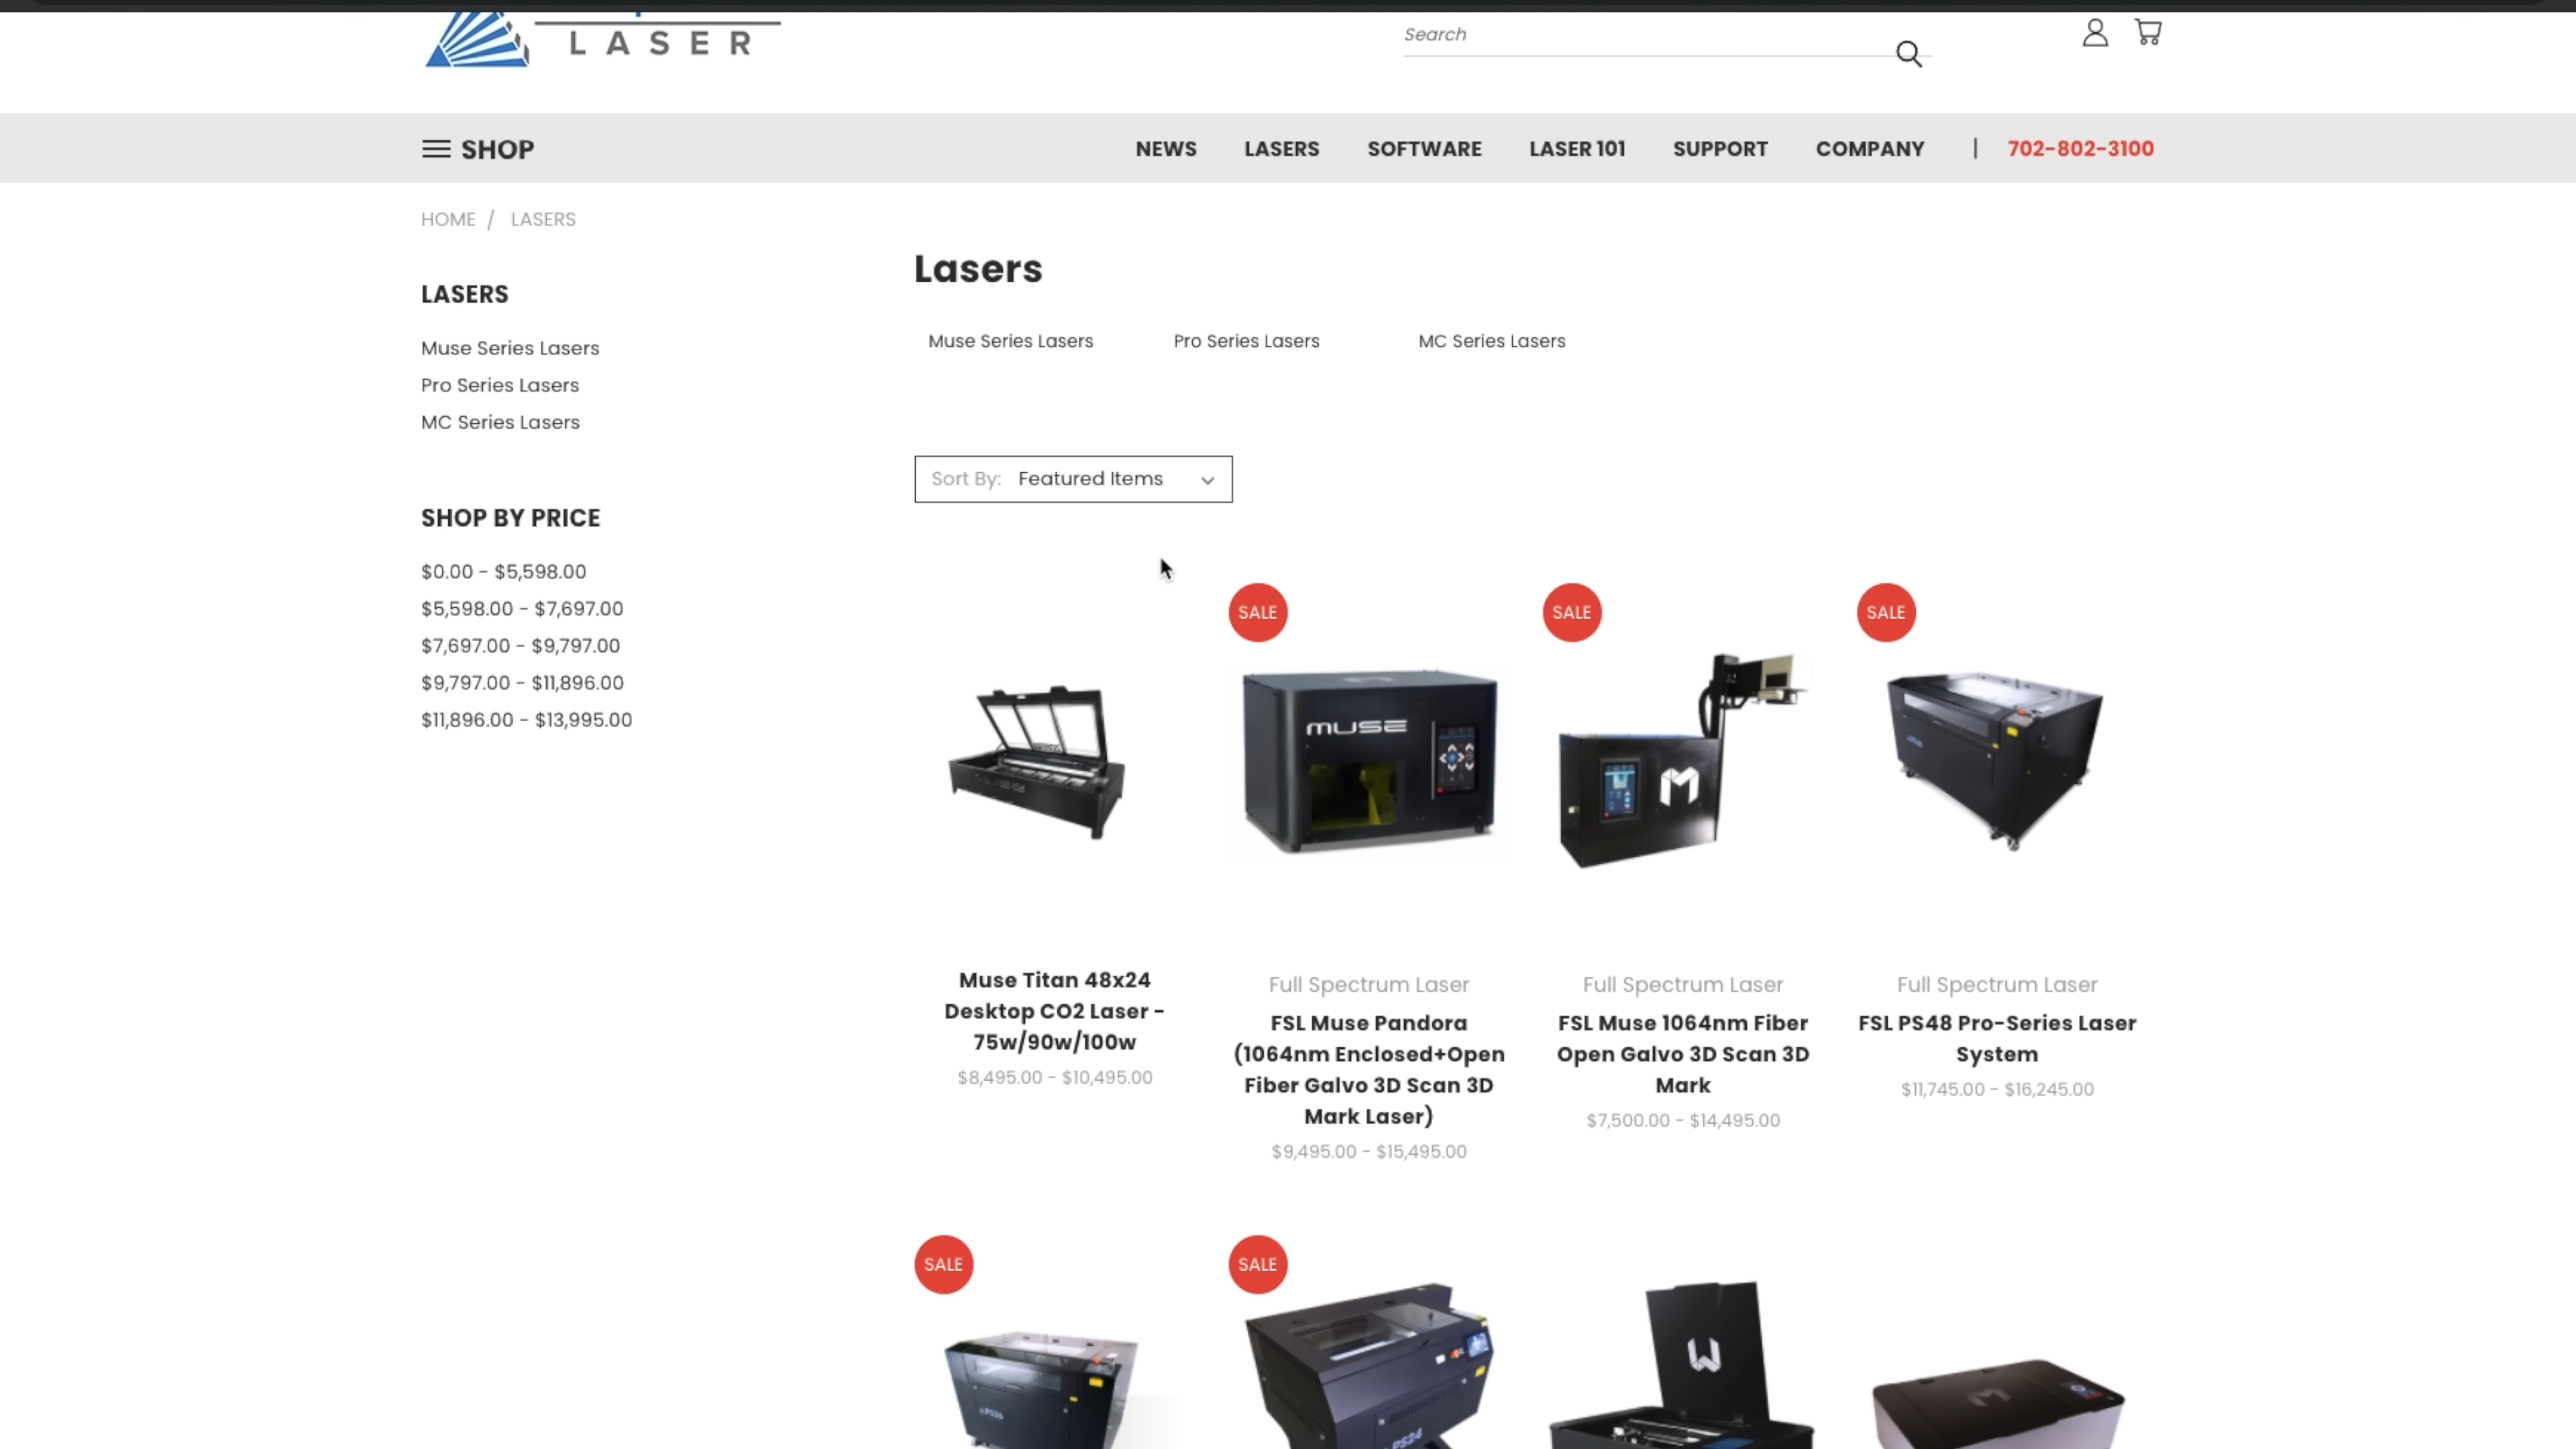 LASER
Search
SHOP
NEWS LASERS SOFTWARE LASER 101 SUPPORT COMPANY | 702-802-3100
HOME / LASERS
LASERS
Muse Series Lasers
Pro Series Lasers
MC Series Lasers
SHOP BY PRICE
$0.00 - $5,598.00
$5,598.00 - $7,697.00
$7,697.00 - $9,797.00
$9,797.00 - $11,896.00
$11,896.00 - $13,995.00
Lasers
Muse Series Lasers Pro Series Lasers MC Series Lasers
Sort By: Featured Items
Muse Titan 48x24
Desktop CO2 Laser -
75w/90w/100w
$8,495.00 - $10,495.00
SALE
MUSE
Full Spectrum Laser
FSL Muse Pandora
(1064nm Enclosed+Open
Fiber Galvo 3D Scan 3D
Mark Laser)
$9,495.00 - $15,495.00
SALE
Full Spectrum Laser
FSL Muse 1064nm Fiber
Open Galvo 3D Scan 3D
Mark
$7,500.00 - $14,495.00
SALE
Full Spectrum Laser
FSL PS48 Pro-Series Laser
System
$11,745.00 - $16,245.00
SALE
PS36
SALE
PS24